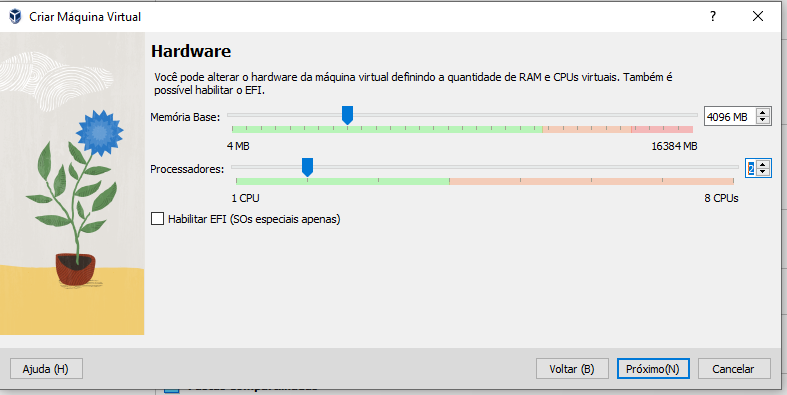 Criar Máquina Virtual
Hardware
Você pode alterar o hardware da máquina virtual definindo a quantidade de RAM e CPUs virtuais. Também é
possível habilitar o EFI.
Memória Base:
4096 MB
4 MB
16384 MB
Processadores:
2
1 CPU
8 CPUs
Habilitar EFI (SOs especiais apenas)
Ajuda (H)
Voltar (B)
Próximo(N)
Cancelar